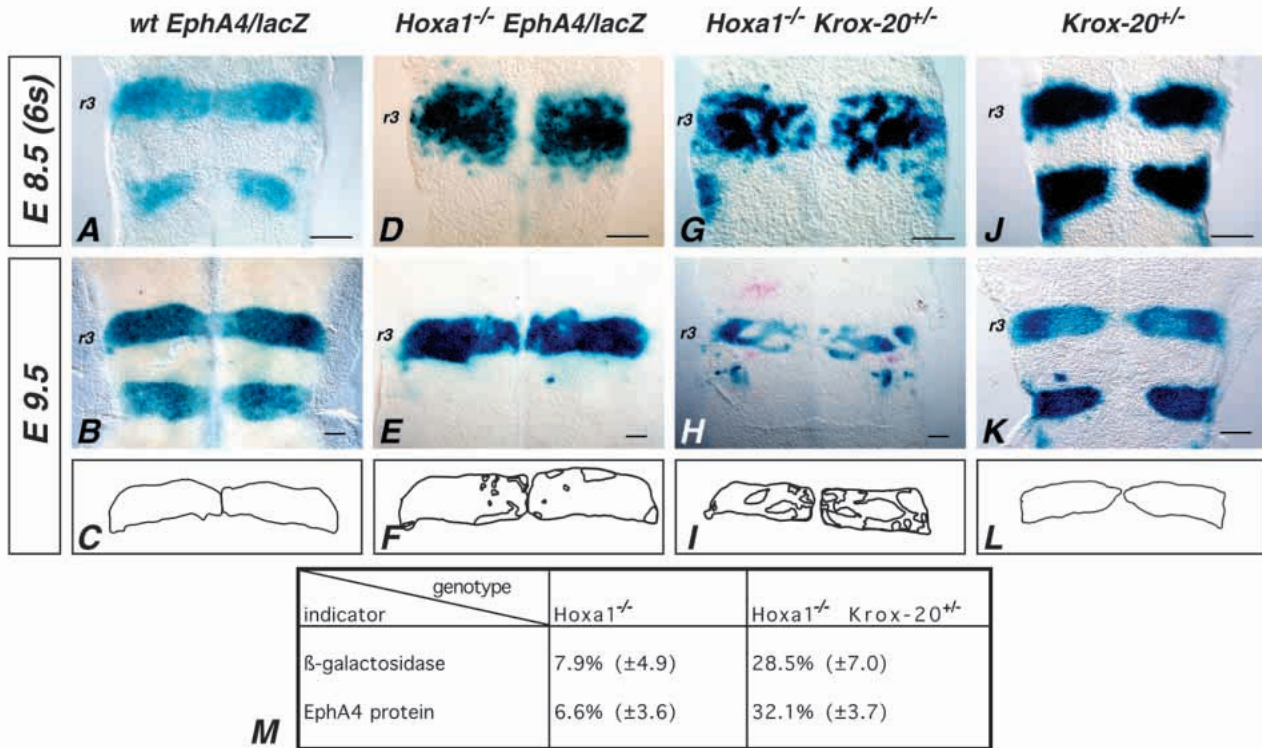 wt EphA4/lacZ
Hoxa1-/- EphA4/lacZ
Hoxa1-/- Krox-20+/-
Krox-20+/-
E 8.5 (6s)
r3
A
r3
D
r3
G
r3
J
E 9.5
r3
B
r3
E
r3
H
r3
K
C
F
I
L
genotype
indicator
Hoxa1-/-
Hoxa1-/- Krox-20+/-
ß-galactosidase
7.9% (±4.9)
28.5% (±7.0)
EphA4 protein
6.6% (±3.6)
32.1% (±3.7)
M